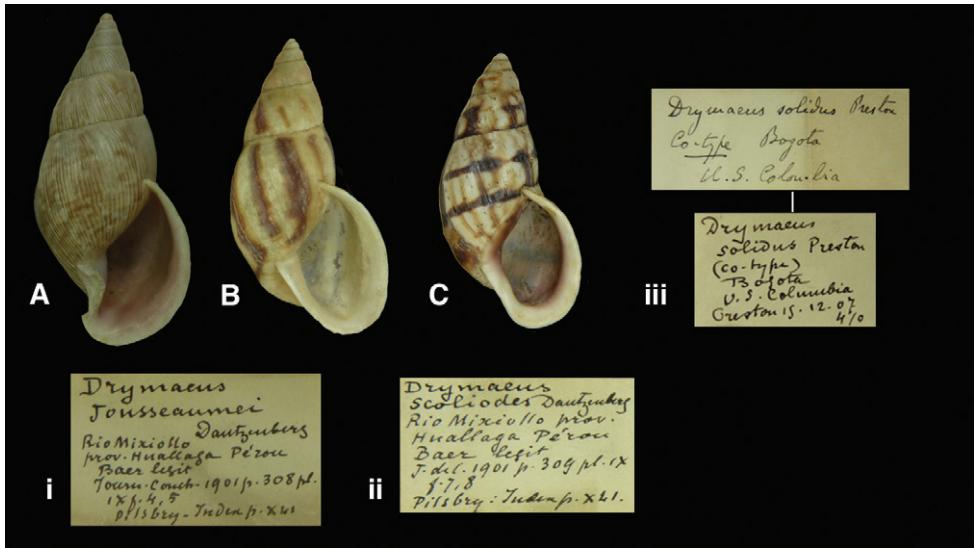 A
B
C
Drymaeus solidus Preston
Co-type Bogota
U.S. Colombia
Drymaeus
solidus Preston
(co-type)
Bogota
U.S. Columbia
Preston 15.12.07
4/0
iii
Drymaeus
Jousseaumei
Dautzenberg
Rio Mixiollo
prov. Huallaga Pérou
Baer legit
Journ. Conch. 1901 p. 308 pl.
IX f. 4, 5
Pilsbry - Index p. XLI
i
Drymaeus
Scoliodes Dautzenberg
Rio Mixiollo prov.
Huallaga Pérou
Baer legit
J. del. 1901 p. 309 pl. IX
f. 7, 8
Pilsbry: Index p. XLI.
ii